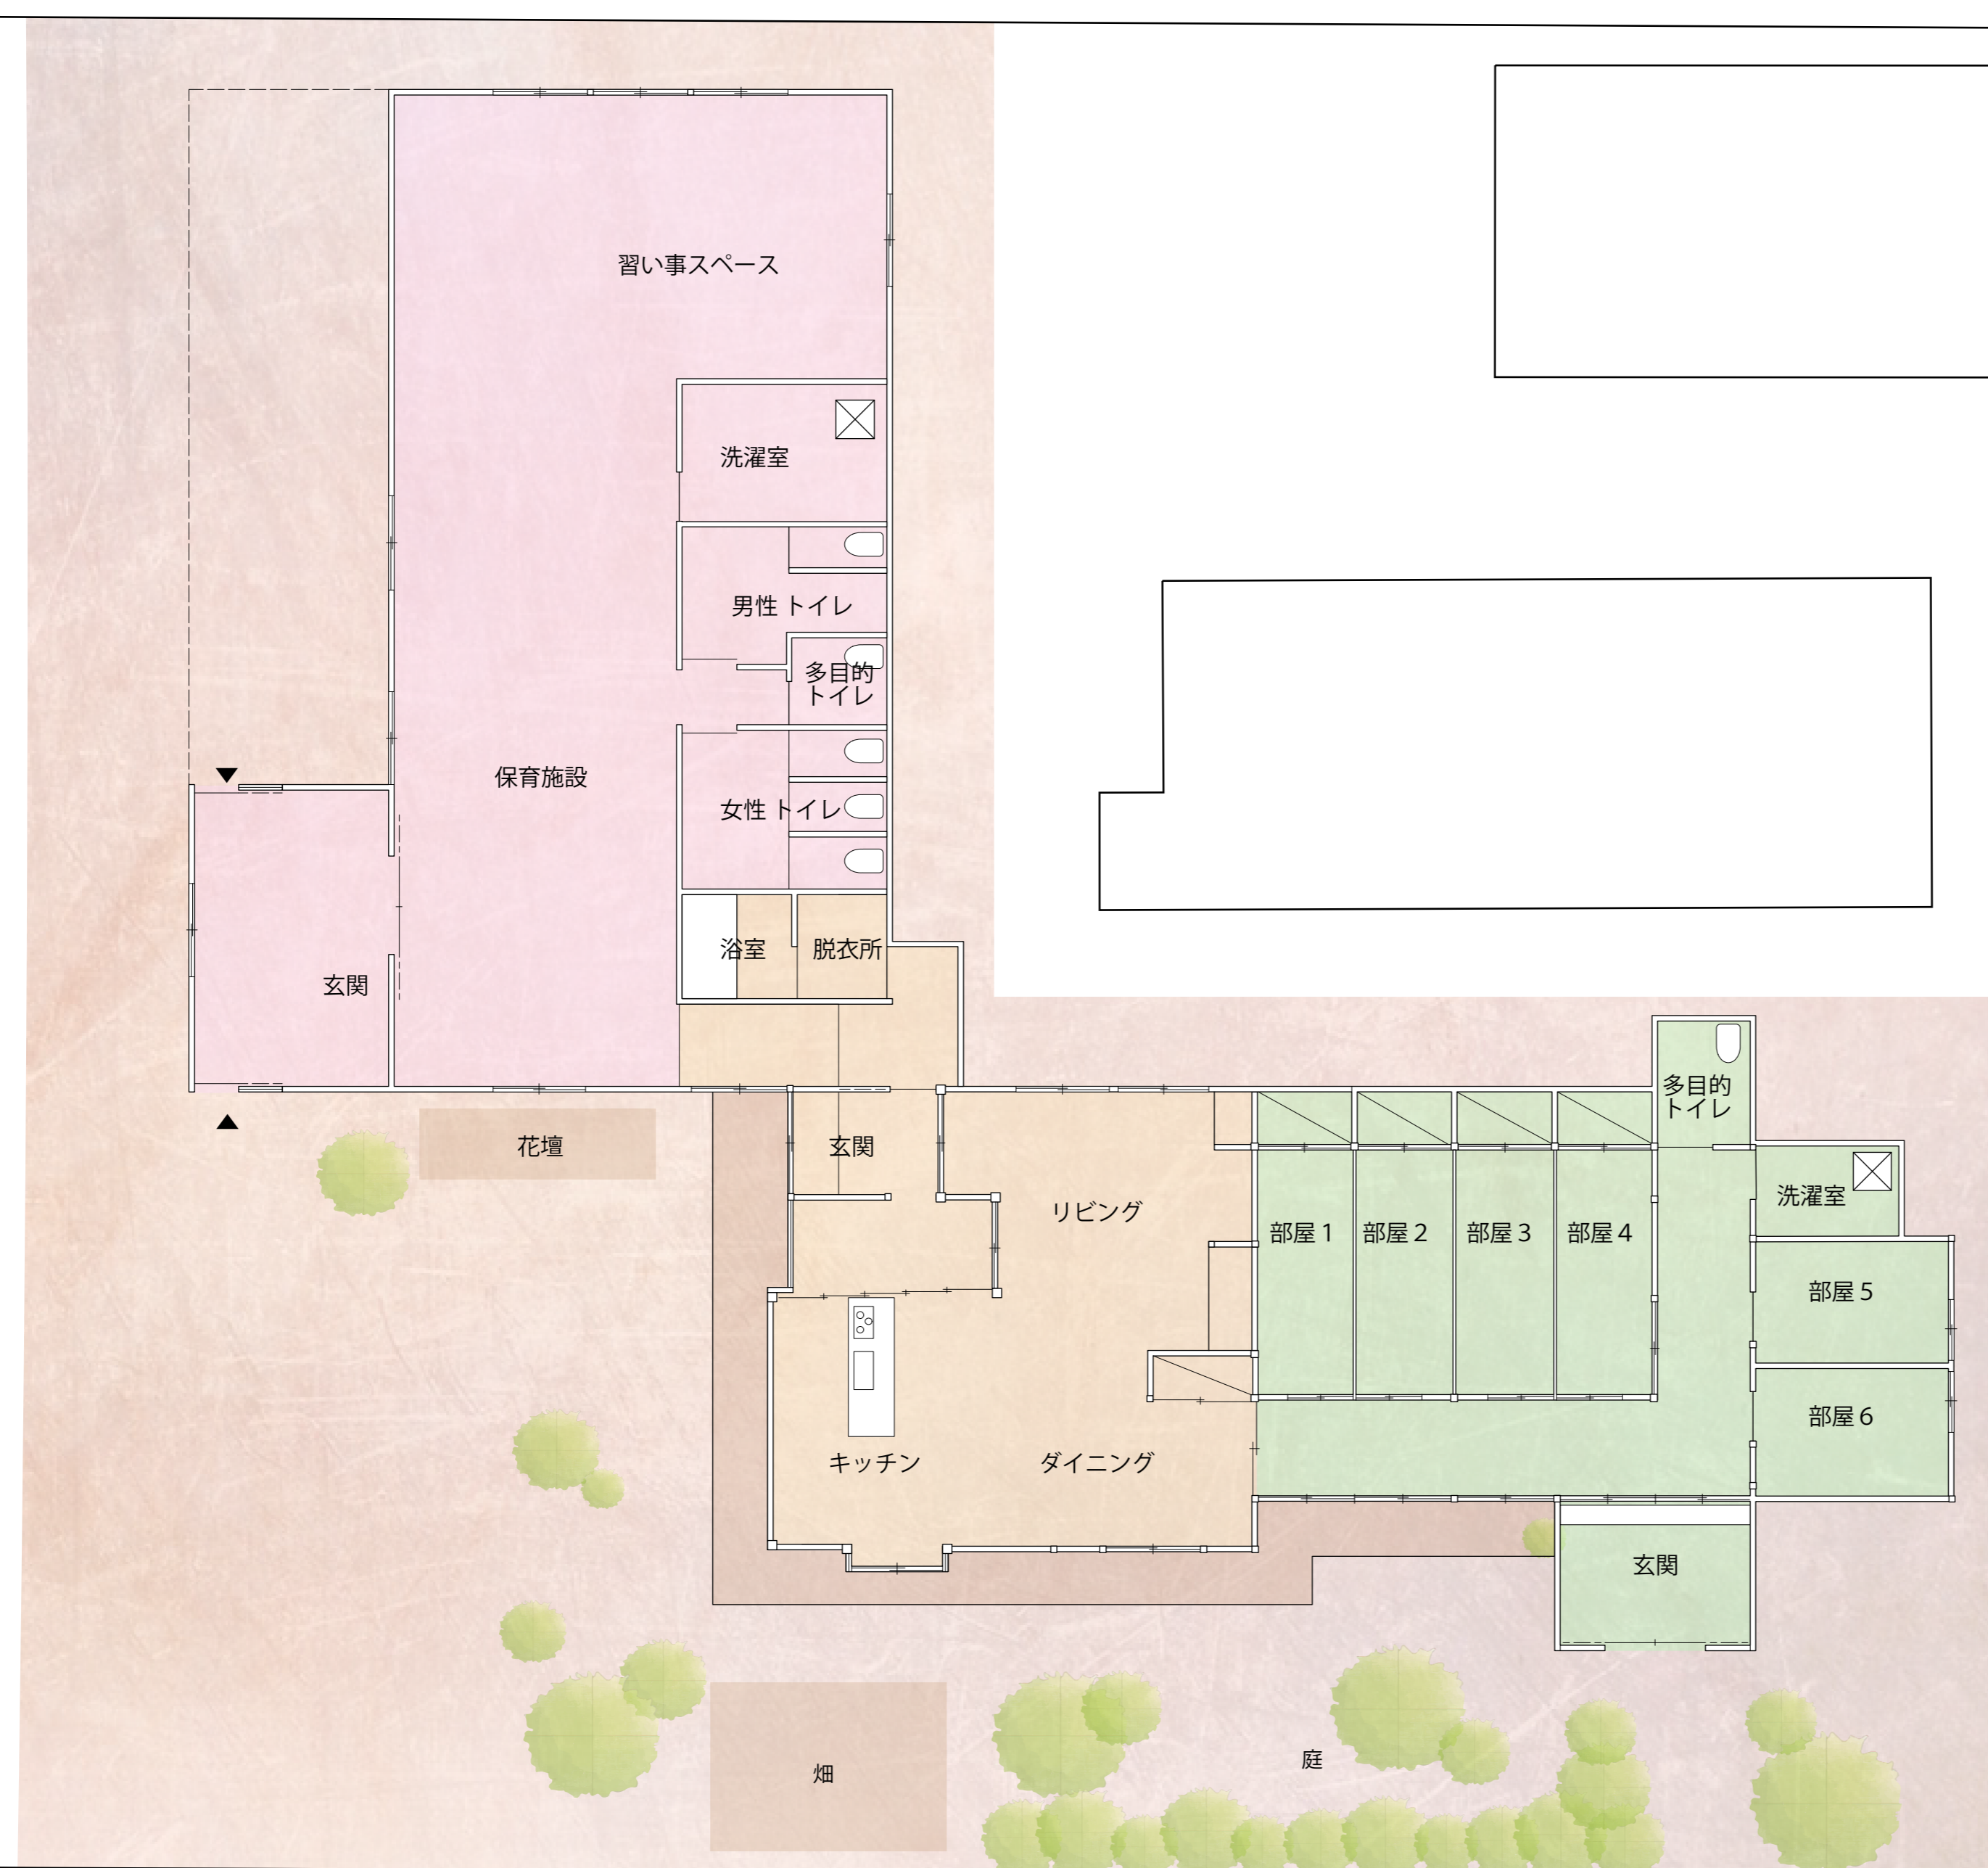 習い事スペース
洗濯室
男性 トイレ
多目的
トイレ
保育施設
女性 トイレ
浴室
脱衣所
玄関
多目的
トイレ
花壇
玄関
リビング
洗濯室
部屋１
部屋２
部屋３
部屋４
部屋５
部屋６
キッチン
ダイニング
玄関
畑
庭